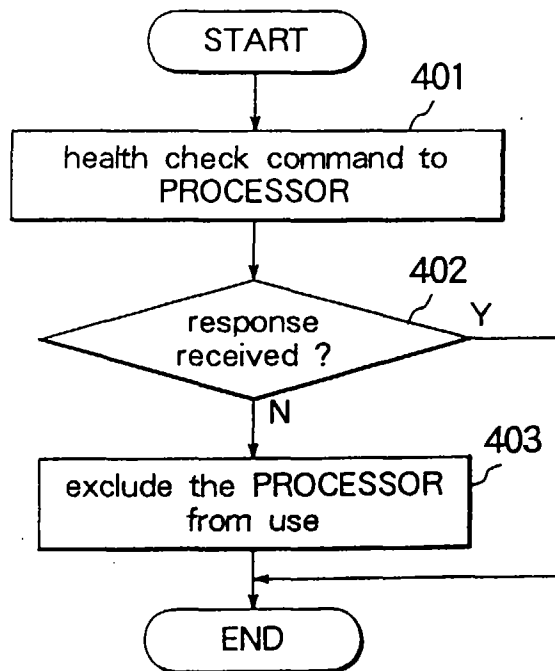 START
401
health check command to
PROCESSOR
402
response
received ?
Y
N
403
exclude the PROCESSOR
from use
END